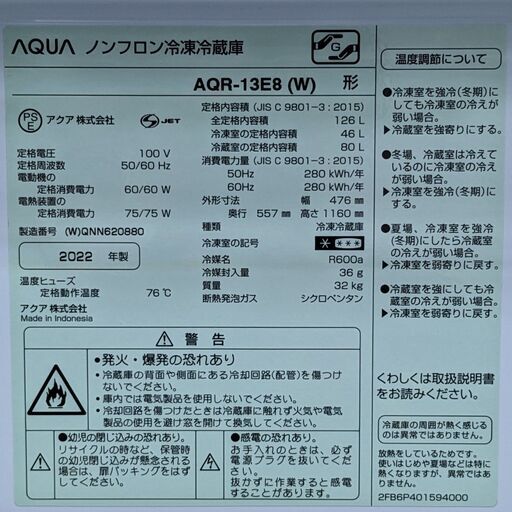 AQUA ノンフロン冷凍冷蔵庫
AQR-13E8 (W) 形
PS
E
アクア 株式会社
S JET
定格電圧 100 V
定格周波数 50/60 Hz
電動機の
定格消費電力 60/60 W
電熱装置の
定格消費電力 75/75 W
製造番号 (W)QNN620880
2022 年製
温度ヒューズ
定格動作温度 76℃
アクア 株式会社
Made in Indonesia
定格内容積 (JIS C 9801-3 : 2015)
全定格内容積 126 L
冷凍室の定格内容積 46 L
冷蔵室の定格内容積 80 L
消費電力量 (JIS C 9801-3 : 2015)
50Hz 280 kWh/年
60Hz 280 kWh/年
外形寸法 幅 476 mm
奥行 557 mm 高さ 1160 mm
種類 冷凍冷蔵庫
冷凍室の記号 * ***
冷媒名 R600a
冷媒封入量 36 g
質量 32 kg
断熱発泡ガス シクロペンタン
G
温度調節について
●冷凍室を強冷(冬期)に
しても冷凍室の冷えが
弱い場合。
→冷蔵室を強寄りにする。
●冬場、冷蔵室は冷えて
いるのに冷凍室の冷え
が弱い場合。
→冷凍室を強冷(冬期)に
する。
●夏場、冷凍室を強冷
(冬期)にしたら冷蔵室
の冷えが弱い場合。
→冷凍室を弱寄りに戻す。
●冷蔵室を強にしても冷
蔵室の冷えが弱い場合。
→冷凍室を弱寄りに戻す。
くわしくは取扱説明書
をお読みください。
冷蔵庫の周囲が熱く感じる
のは異常ではありません。
放熱をしているためです。
使いはじめや夏場などは特に
熱くなりますが、異常ではあ
りません。
2FB6P401594000
警告
●発火・爆発の恐れあり
・冷蔵庫の背面や側面にある冷却回路(配管)を傷つけ
ないでください。
・庫内では電気製品を使用しないでください。
・冷却回路を傷つけたときは冷蔵庫に触れず火気や電気
製品の使用を避け窓を開けて換気してください。
●幼児の閉じ込めの恐れあり。
リサイクルの時など、保管時
の幼児閉じ込めが懸念される
場合は、扉パッキングをはず
してください。
●感電の恐れあり。
お手入れのときは、必ず
電源プラグを抜いてくだ
さい。
抜かずに作業すると感電
することがあります。